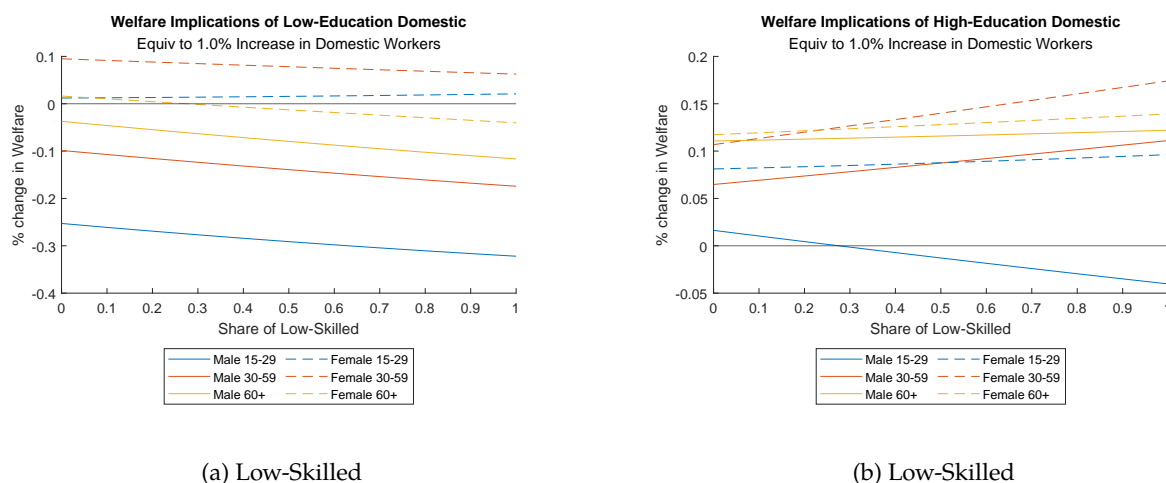 Welfare Implications of Low-Education Domestic
Equiv to 1.0% Increase in Domestic Workers
0.1
0
-0.1
-0.2
-0.3
-0.4
% change in Welfare
0 0.1 0.2 0.3 0.4 0.5 0.6 0.7 0.8 0.9 1
Share of Low-Skilled
Male 15-29 Female 15-29
Male 30-59 Female 30-59
Male 60+ Female 60+
(a) Low-Skilled
Welfare Implications of High-Education Domestic
Equiv to 1.0% Increase in Domestic Workers
0.2
0.15
0.1
0.05
0
-0.05
% change in Welfare
0 0.1 0.2 0.3 0.4 0.5 0.6 0.7 0.8 0.9 1
Share of Low-Skilled
Male 15-29 Female 15-29
Male 30-59 Female 30-59
Male 60+ Female 60+
(b) Low-Skilled